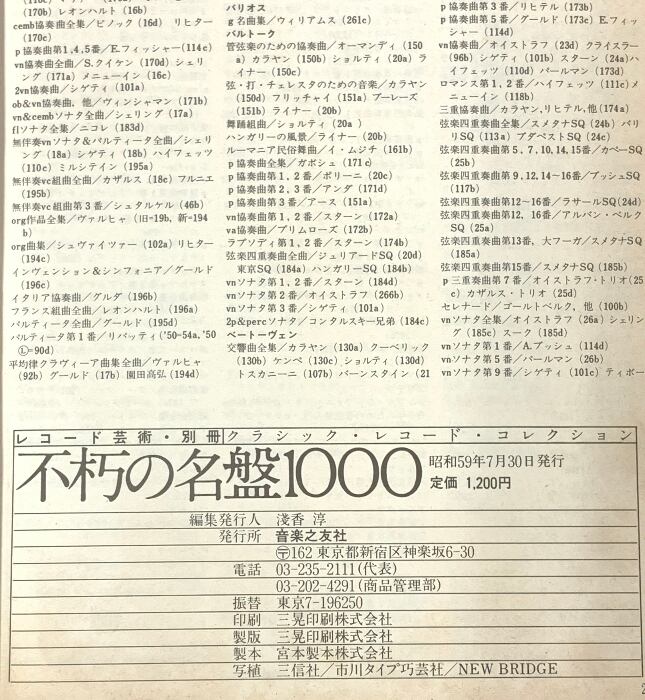 (170b) レオンハルト (16b)
cemb協奏曲全集/ピノック (16d) リヒター
(170c)
p協奏曲第1,4,5番/E.フィッシャー(114c)
vn協奏曲全曲/S.クイケン (170d) シェリ
ング (171a) メニューイン (16c)
2vn協奏曲/シゲティ (101a)
ob&vn協奏曲,他/ヴィンシャマン (171b)
vn&cembソナタ全曲/シェリング (17a)
flソナタ全集/ニコレ (183d)
無伴奏vnソナタ&パルティータ全曲/シェリ
ング (18a) シゲティ (18b) ハイフェッツ
(110c) ミルシテイン (195a)
無伴奏vc組曲全曲/カザルス (18c) フルニエ
(195b)
無伴奏vc組曲第3番/シュタルケル (46b)
org作品全集/ヴァルヒャ (旧=19b, 新=194
b)
org曲集/シュヴァイツァー (102a) リヒター
(194c)
インヴェンション&シンフォニア/グールド
(196c)
イタリア協奏曲/グルダ (196b)
フランス組曲全曲/レオンハルト (196a)
パルティータ全曲/グールド (195d)
パルティータ第1番/リパッティ('50=54a,'50
Ⓛ=90d)
平均律クラヴィーア曲集全曲/ヴァルヒャ
(92b) グールド (17b) 園田高弘 (194d)
バリオス
g名曲集/ウィリアムス (261c)
バルトーク
管弦楽のための協奏曲/オーマンディ (150
a) カラヤン (150b) ショルティ (20a) ラ
イナー (150c)
弦・打・チェレスタのための音楽/カラヤン
(150d) フリッチャイ (151a) ブーレーズ
(151b) ライナー (20b)
舞踊組曲/ショルティ (20a )
ハンガリーの風景/ライナー (20b)
ルーマニア民俗舞曲/イ・ムジチ (161b)
p協奏曲全曲/ガボシュ (171c)
p協奏曲第1,2番/ポリーニ (20c)
p協奏曲第2,3番/アンダ (171d)
p協奏曲第3番/アース (151a)
vn協奏曲第1,2番/スターン (172a)
va協奏曲/プリムローズ (172b)
ラプソディ第1,2番/スターン (174b)
弦楽四重奏曲全曲/ジュリアードSQ (20d)
東京SQ (184a) ハンガリーSQ (184b)
vnソナタ第1,2番/スターン (184d)
vnソナタ第2番/オイストラフ (266b)
vnソナタ第3番/シゲティ (101a)
2p&percソナタ/コンタルスキー兄弟 (184c)
ベートーヴェン
交響曲全集/カラヤン (130a) クーベリック
(130b) ケンペ (130c) ショルティ (130d)
トスカニーニ (107b) バーンスタイン (21
p協奏曲第3番/リヒテル (173b)
p協奏曲第5番/グールド (173c) E.フィッ
シャー (114d)
vn協奏曲/オイストラフ (23d) クライスラー
(96b) シゲティ (101b) スターン (24a)ハ
イフェッツ (110d) パールマン (173d)
ロマンス第1,2番/ハイフェッツ (111c)メ
ニューイン (118b)
三重協奏曲/カラヤン,リヒテル,他 (174a)
弦楽四重奏曲全集/スメタナSQ (24b) バリ
リSQ (113a) ブダペストSQ (24c)
弦楽四重奏曲第5,7,10,14,15番/カペーSQ
(25b)
弦楽四重奏曲第9,12,14〜16番/ブッシュSQ
(117b)
弦楽四重奏曲第12〜16番/ラサールSQ(24d)
弦楽四重奏曲第12, 16番/アルバン・ベルク
SQ (25a)
弦楽四重奏曲第13番, 大フーガ/スメタナSQ
(185a)
弦楽四重奏曲第15番/スメタナSQ (185b)
p三重奏曲第7番/オイストラフ・トリオ(25
c) カザルス・トリオ (25d)
セレナード/ゴールトベルク, 他 (100b)
vnソナタ全集/オイストラフ (26a) シェリン
グ (185c) スーク (185d)
vnソナタ第1番/A.ブッシュ (114d)
vnソナタ第5番/パールマン (26b)
vnソナタ第9番/シゲティ (101c) ティボー
レコード芸術・別冊 クラシック・レコード・コレクション
不朽の名盤1000 昭和59年7月30日発行
定価 1,200円
編集発行人 淺香 淳
発行所 音楽之友社
〒162 東京都新宿区神楽坂6-30
電話 03-235-2111(代表)
03-202-4291(商品管理部)
振替 東京7-196250
印刷 三晃印刷株式会社
製版 三晃印刷株式会社
製本 宮本製本株式会社
写植 三信社/市川タイプ巧芸社/NEW BRIDGE